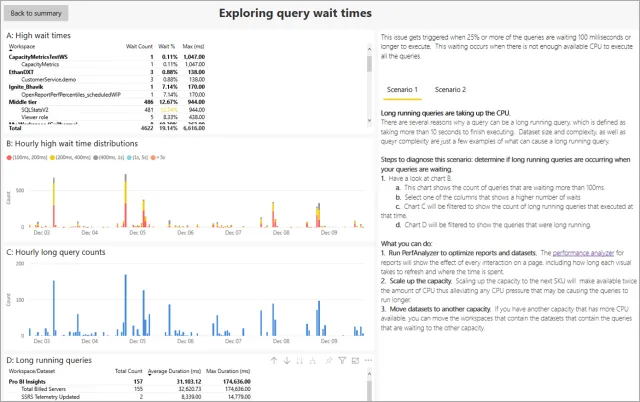 Back to summary
Exploring query wait times
A: High wait times
Workspace Wait Count Wait % Max (ms)
CapacityMetricsTestWS 1 0.11% 1,047.00
CapacityMetrics 1 0.11% 1,047.00
EthanDXT 3 0.88% 138.00
CustomerService.demo 3 0.88% 138.00
Ignite_Bhavik 1 7.14% 170.00
OpenReportPerfPercentiles_scheduledWIP 1 7.14% 170.00
Middle tier 486 12.67% 944.00
SQLStatsV2 481 944.00
Viewer role 5 8.33% 438.00
Total 4622 19.14% 6,616.00
B: Hourly high wait time distributions
(100, 200ms) (200, 400ms) (400, 1s) (1s, 5s) > 5s
Count
500
0
Dec 03 Dec 04 Dec 05 Dec 06 Dec 07 Dec 08 Dec 09
C: Hourly long query counts
200
100
0
Count
Dec 03 Dec 04 Dec 05 Dec 06 Dec 07 Dec 08 Dec 09
D: Long running queries
Workspace/Dataset Total Count Average Duration (ms) Max Duration (ms)
Pro BI Insights 157 31,103.12 174,636.00
Total Billed Servers 155 32,620.73 174,636.00
SSRS Telemetry Updated 2 8,339.00 14,779.00
This issue gets triggered when 25% or more of the queries are waiting 100 milliseconds or
longer to execute. This waiting occurs when there is not enough available CPU to execute
all the queries.
Scenario 1 Scenario 2
Long running queries are taking up the CPU.
There are several reasons why a query can be a long running query, which is defined as
taking more than 10 seconds to finish executing. Dataset size and complexity, as well as
queyr complexity are just a few examples of what can cause a long running query.
Steps to diagnose this scenario: determine if long running queries are occurring when
your queries are waiting.
1. Have a look at chart B.
a. This chart shows the count of queries that are waiting more than 100ms.
b. Select one of the columns that shows a higher number of waits
c. Chart C will be filtered to show the count of long running queries that executed at
that time.
d. Chart D will be filtered to show the queries that were long running.
What you can do:
1. Run PerfAnalyzer to optimize reports and datasets. The performance analyzer for
reports will show the effect of every interaction on a page, including how long each visual
takes to refresh and where the time is spent.
2. Scale up the capacity. Scaling up the capacity to the next SKU will make available twice
the amount of CPU thus alleviating any CPU pressure that may be causing the queries to
run longer.
3. Move datasets to another capacity. If you have another capacity that has more CPU
available, you can move the workspaces that contain the datasets that contain the queries
that are waiting to the other capacity.